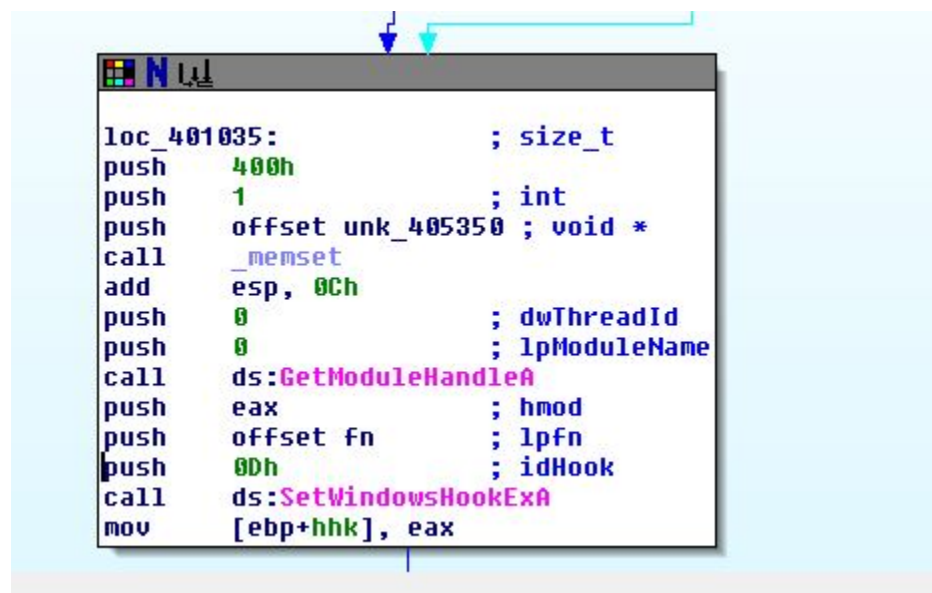 loc_401035: ; size_t
push 400h
push 1 ; int
push offset unk_405350 ; void *
call _memset
add esp, 0Ch
push 0 ; dwThreadId
push 0 ; lpModuleName
call ds:GetModuleHandleA
push eax ; hmod
push offset fn ; lpfn
push 0Dh ; idHook
call ds:SetWindowsHookExA
mov [ebp+hhk], eax